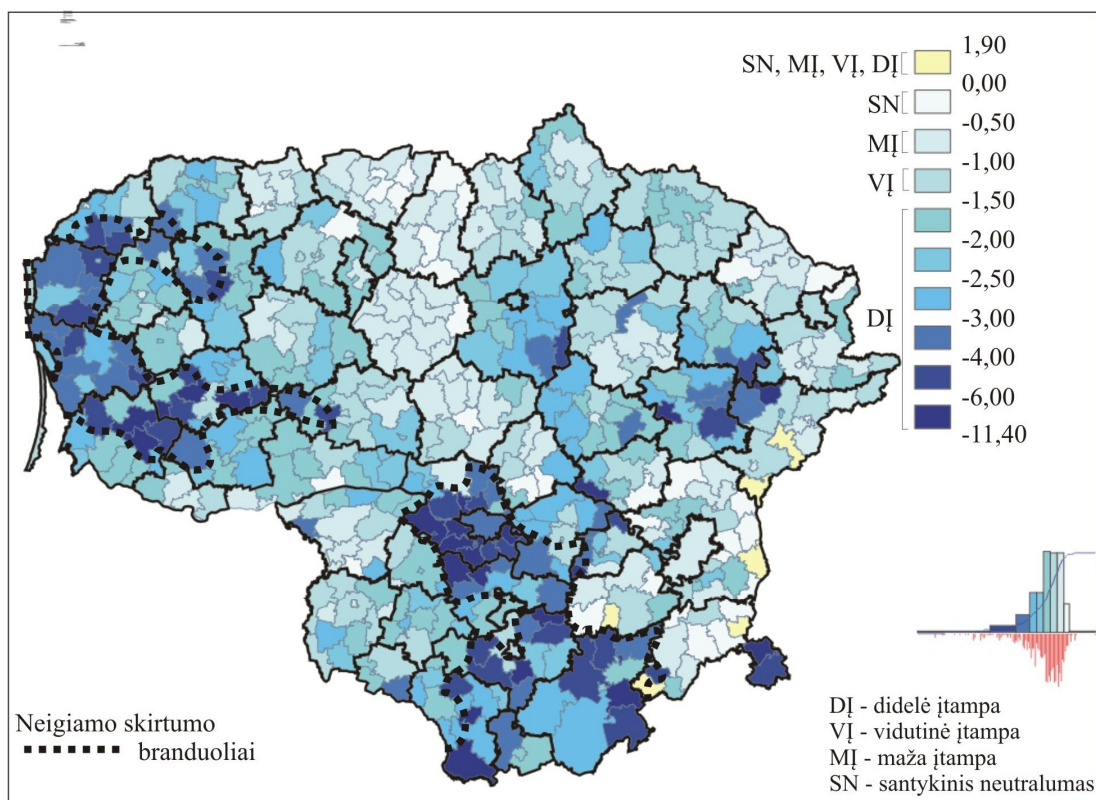 SN, MĮ, VĮ, DĮ
SN
MĮ
VĮ
DĮ
1,90
0,00
-0,50
-1,00
-1,50
-2,00
-2,50
-3,00
-4,00
-6,00
-11,40
Neigiamo skirtumo
branduoliai
DĮ - didelė įtampa
VĮ - vidutinė įtampa
MĮ - maža įtampa
SN - santykinis neutralumas